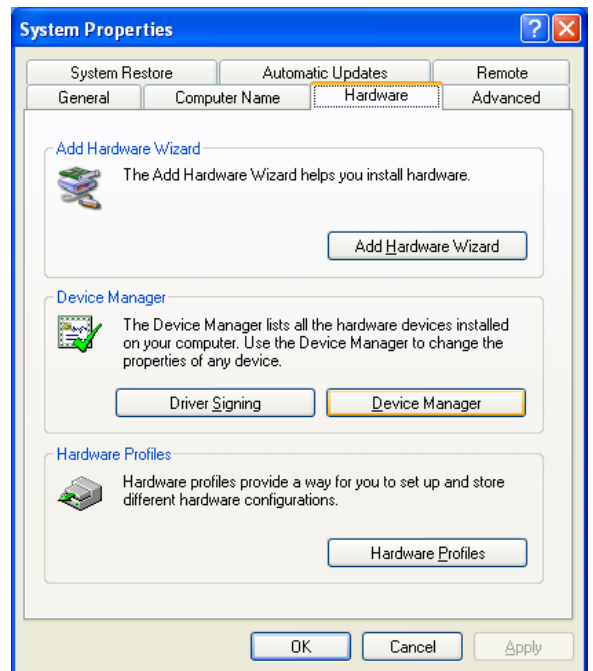 System Properties
System Restore Automatic Updates Remote
General Computer Name Hardware Advanced
Add Hardware Wizard
The Add Hardware Wizard helps you install hardware.
Add Hardware Wizard
Device Manager
The Device Manager lists all the hardware devices installed
on your computer. Use the Device Manager to change the
properties of any device.
Driver Signing Device Manager
Hardware Profiles
Hardware profiles provide a way for you to set up and store
different hardware configurations.
Hardware Profiles
OK Cancel Apply